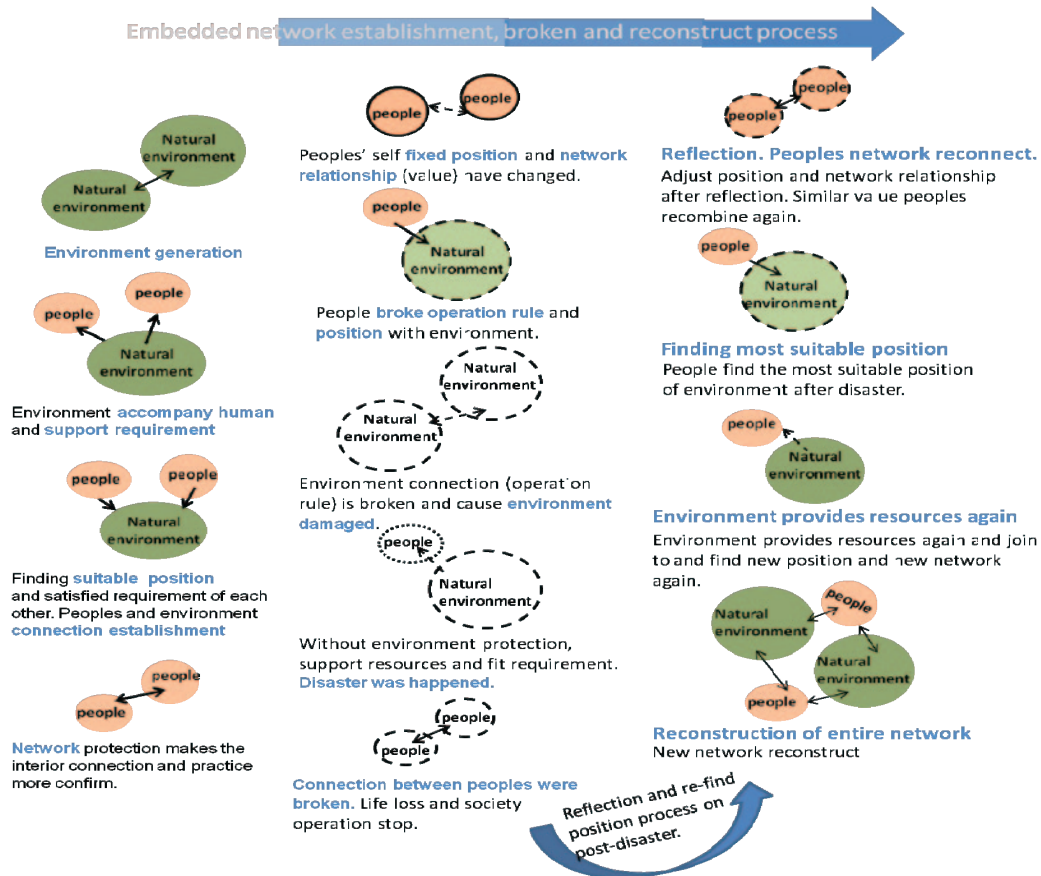 Embedded network establishment, broken and reconstruct process
Natural
environment
Natural
environment
Environment generation
people
people
Natural
environment
Environment accompany human
and support requirement
people
people
Natural
environment
Finding suitable position
and satisfied requirement of each
other. Peoples and environment
connection establishment
people
people
Network protection makes the
interior connection and practice
more confirm.
people
people
Peoples' self fixed position and network
relationship (value) have changed.
people
Natural
environment
People broke operation rule and
position with environment.
Natural
environment
Natural
environment
Environment connection (operation
rule) is broken and cause environment
damaged.
people
Natural
environment
Without environment protection,
support resources and fit requirement.
Disaster was happened.
people
people
Connection between peoples were
broken. Life loss and society
operation stop.
people
people
Reflection. Peoples network reconnect.
Adjust position and network relationship
after reflection. Similar va ue peoples
recombine again.
people
Natural
environment
Finding most suitable position
People find the most suitable position
of environment after disaster.
people
Natural
environment
Environment provides resources again
Environment provides resources again and join
to and find new position and new network
again.
people
Natural
environment
Natural
environment
people
Reconstruction of entire network
New network reconstruct
Reflection and re-find
position process on
post-disaster.